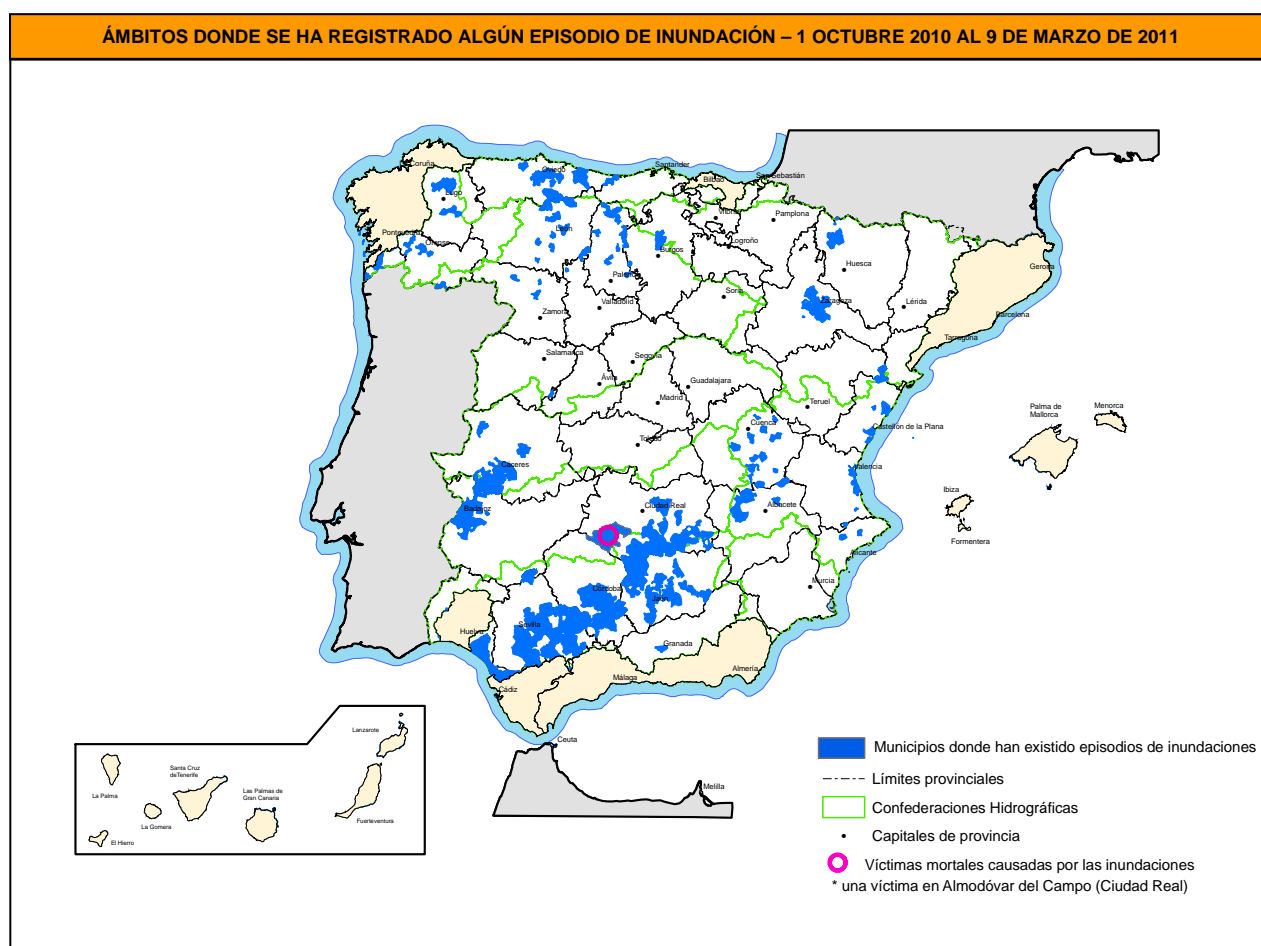 ÁMBITOS DONDE SE HA REGISTRADO ALGÚN EPISODIO DE INUNDACIÓN – 1 OCTUBRE 2010 AL 9 DE MARZO DE 2011
Coruña
Lugo
Oviedo
Santander
Bilbao
San Sebastián
Vitoria
Pamplona
Pontevedra
Orense
León
Burgos
Logroño
Huesca
Gerona
Palencia
Soria
Zaragoza
Lérida
Barcelona
Zamora
Valladolid
Tarragona
Salamanca
Segovia
Ávila
Guadalajara
Madrid
Teruel
Cuenca
Toledo
Castellón de la Plana
Palma de
Mallorca
Menorca
Cáceres
Valencia
Ibiza
Badajoz
Ciudad Real
Albacete
Formentera
Alicante
Córdoba
Jaén
Murcia
Huelva
Sevilla
Granada
Almería
Málaga
Cádiz
Ceuta
Melilla
Lanzarote
Santa Cruz
deTenerife
La Palma
Las Palmas de
Gran Canaria
Fuerteventura
La Gomera
El Hierro
Municipios donde han existido episodios de inundaciones
Límites provinciales
Confederaciones Hidrográficas
Capitales de provincia
Víctimas mortales causadas por las inundaciones
* una víctima en Almodóvar del Campo (Ciudad Real)